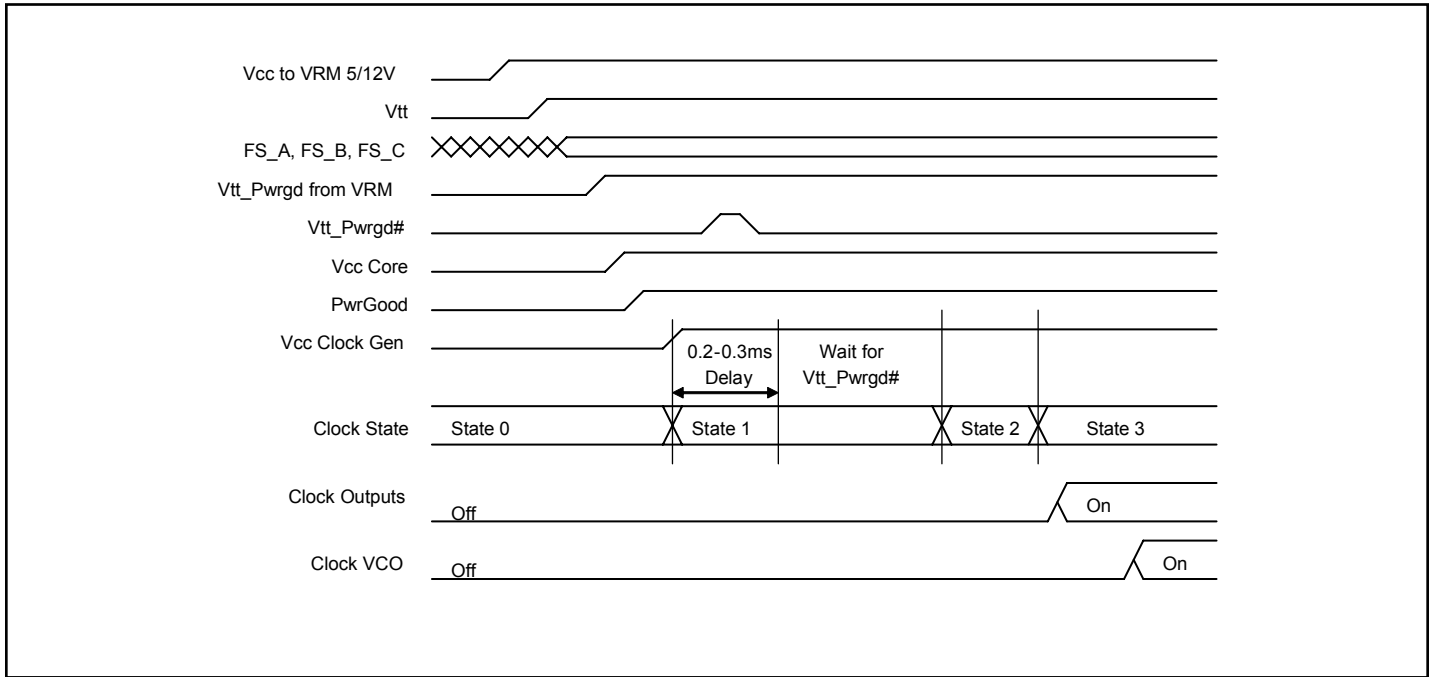 Vcc to VRM 5/12V
Vtt
FS_A, FS_B, FS_C
Vtt_Pwrgd from VRM
Vtt_Pwrgd#
Vcc Core
PwrGood
Vcc Clock Gen
0.2-0.3ms
Delay
Wait for
Vtt_Pwrgd#
Clock State
State 0
State 1
State 2
State 3
Clock Outputs
Off
On
Clock VCO
Off
On